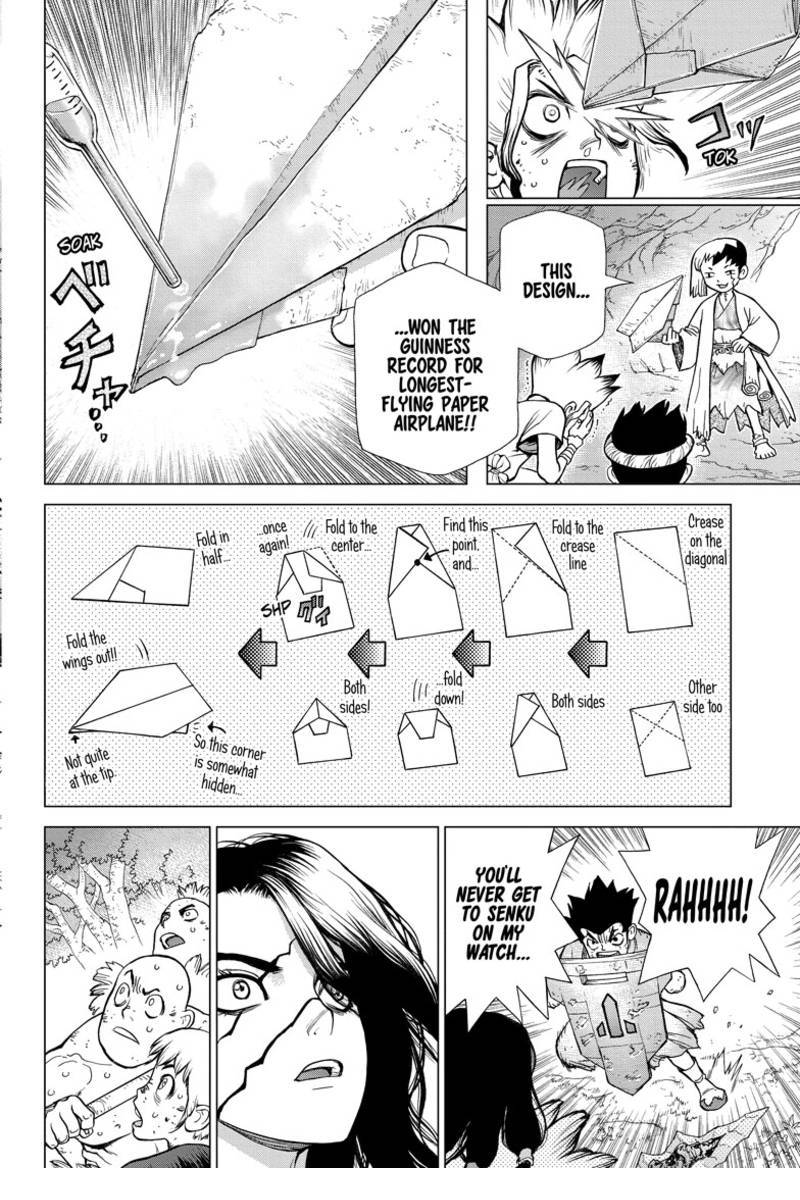 コツ
TOK
THIS
DESIGN...
...WON THE
GUINNESS
RECORD FOR
LONGEST-
FLYING PAPER
AIRPLANE!!
SOAK
ベチャ...
Crease
on the
diagonal
Other
side too
Fold to the
crease
line
Both sides
Find this
point,
and...
...fold
down!
Fold to the
center...
...once
again!
SHP
グイ
Both
sides!
Fold in
half...
Fold the
wings out!!
Not quite
at the tip.
So this corner
is somewhat
hidden...
RAHHHH!
YOU'LL
NEVER GET
TO SENKU
ON MY
WATCH...